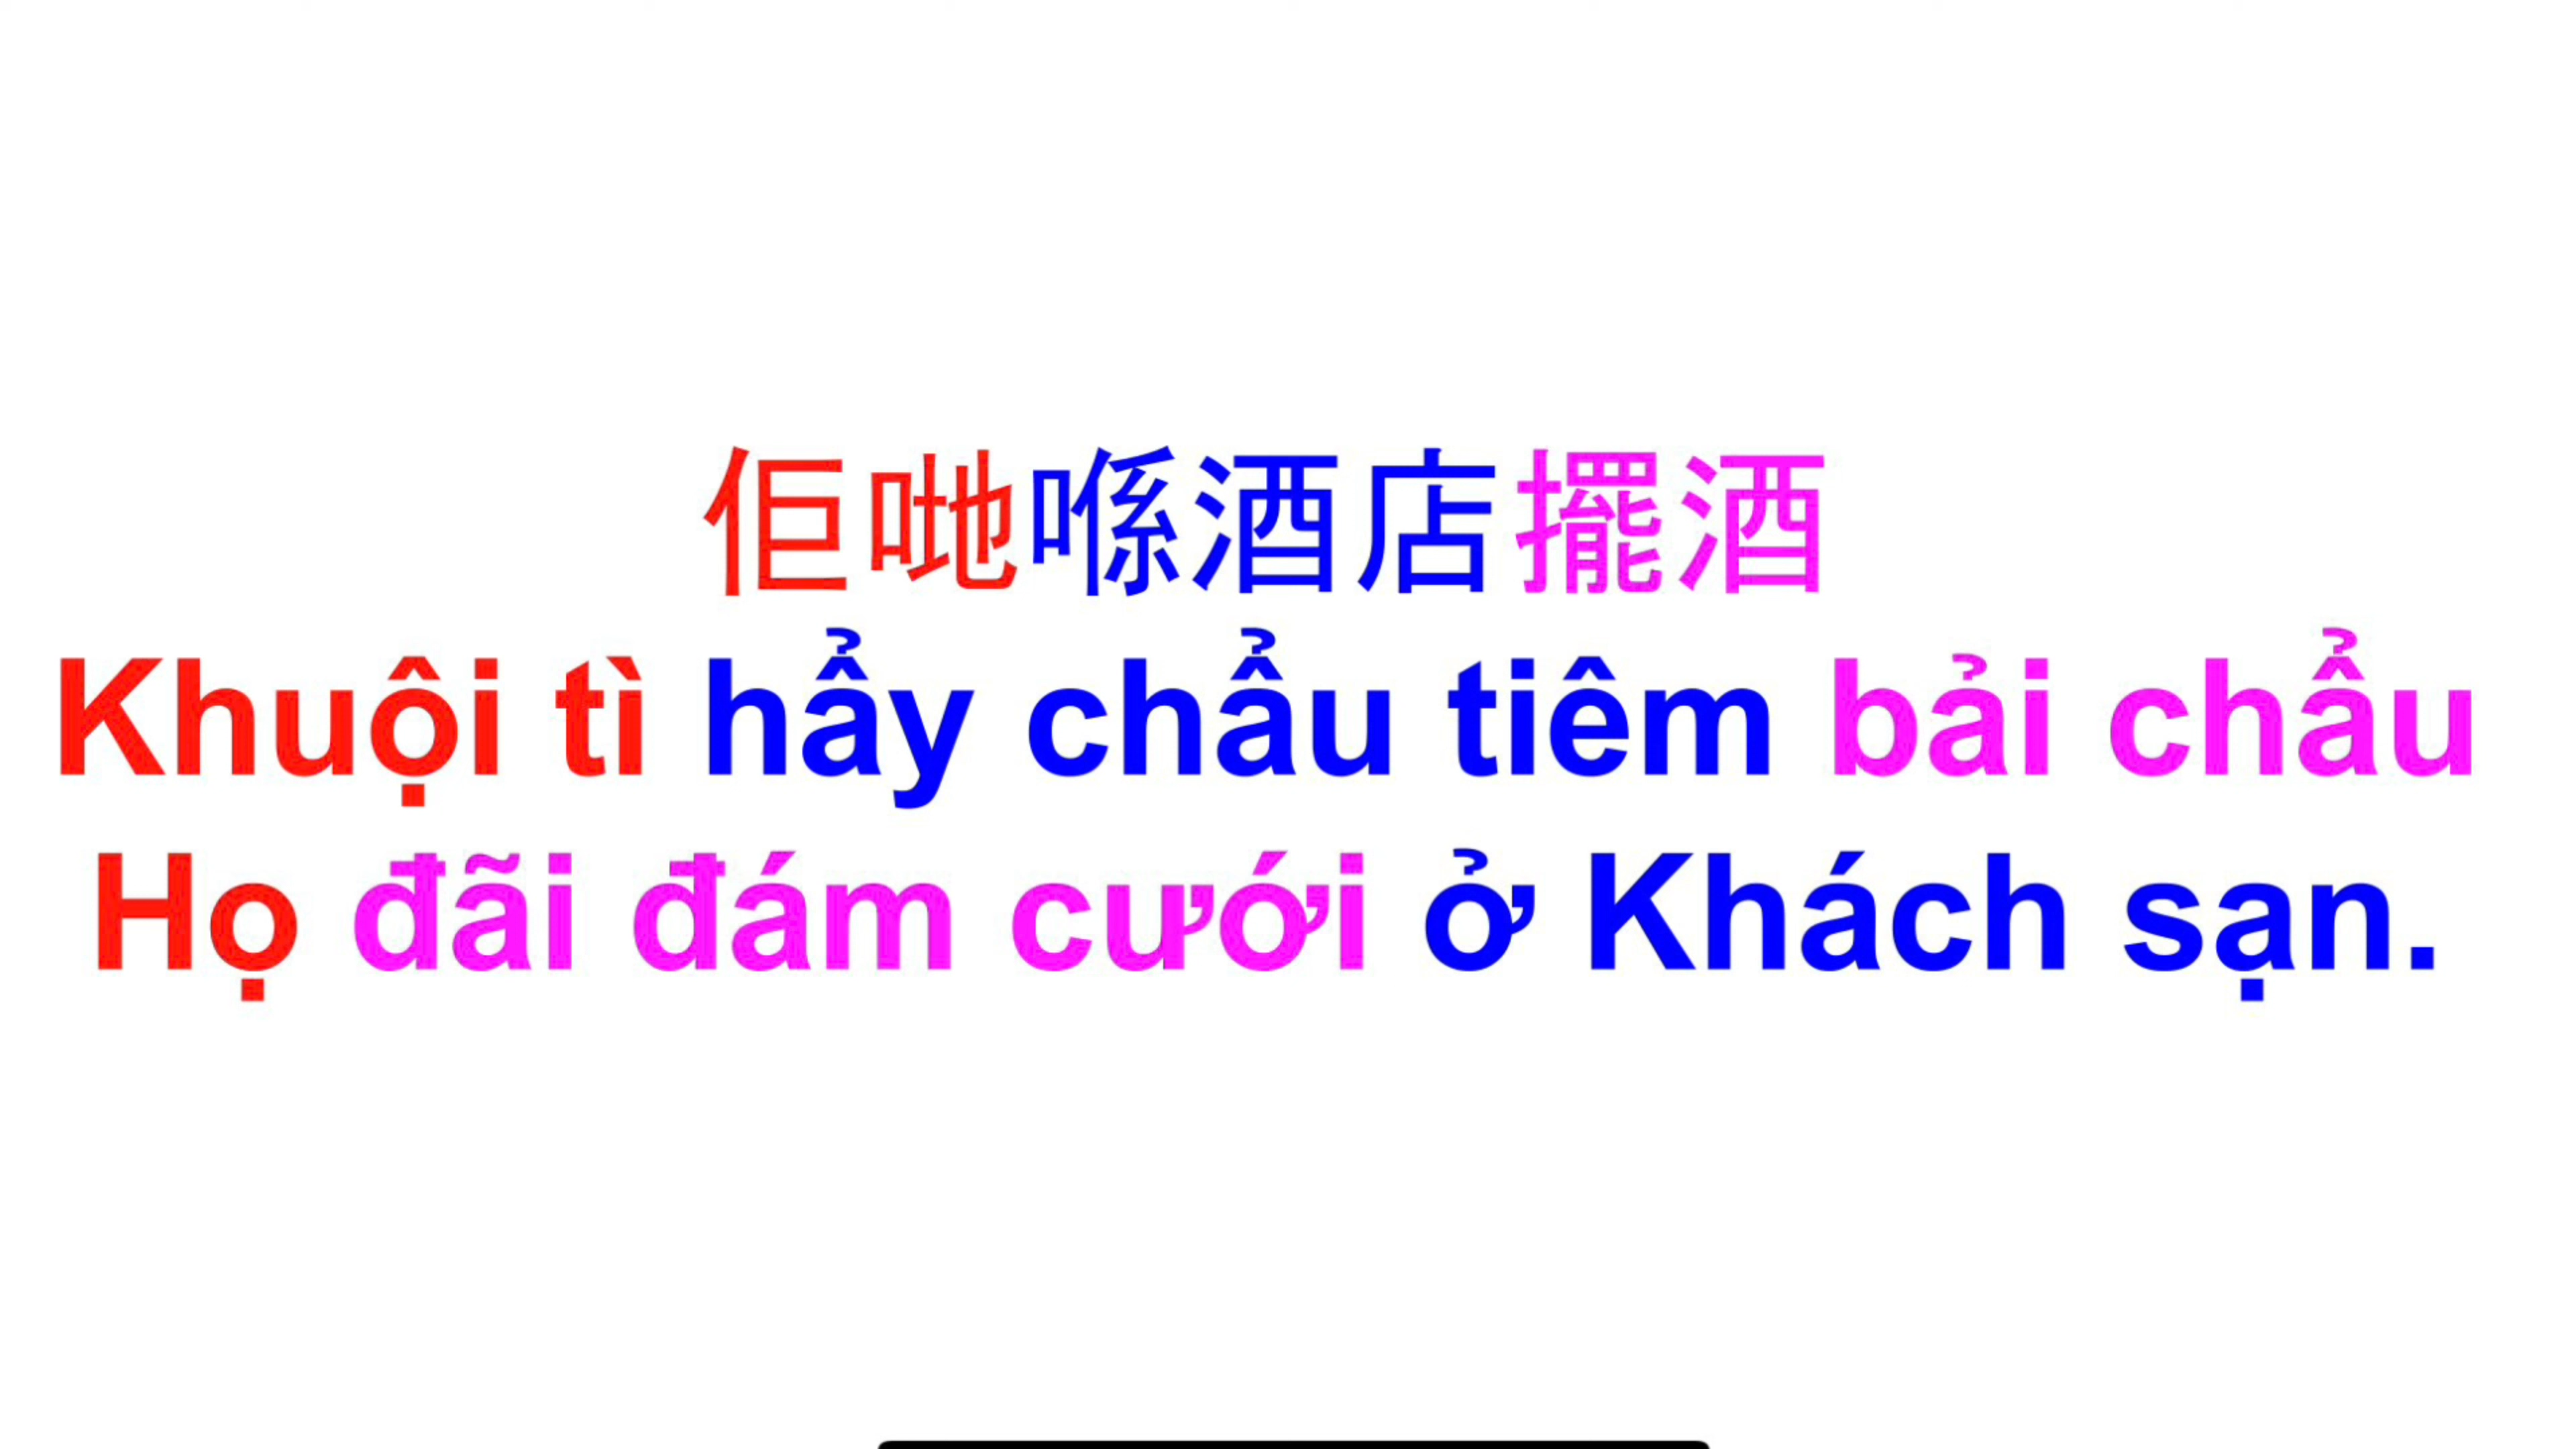 佢哋喺酒店擺酒
Khuội tì hẩy chẩu tiêm bải chẩu
Họ đãi đám cưới ở Khách sạn.